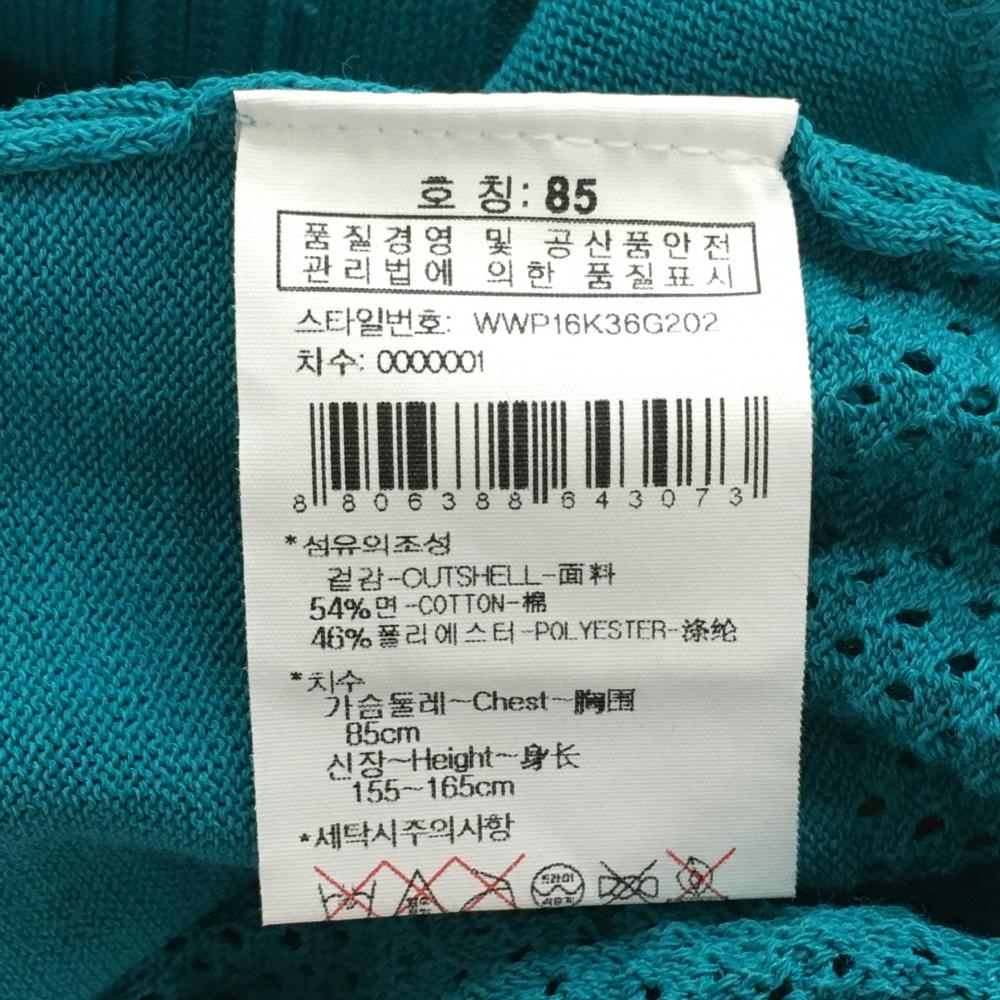 호 칭: 85
품질경영 및 공산품안전
관리법에 의한 품질표시
스타일번호: WWP16K36G202
치수: 0000001
8 806388 643073
*섬유의조성
겉감-OUTSHELL-面料
54%면-COTTON-棉
46%폴리에스터-POLYESTER-涤纶
*치수
가슴둘레~Chest~胸围
85cm
신장~Height~身长
155~165cm
*세탁시주의사항
드라이